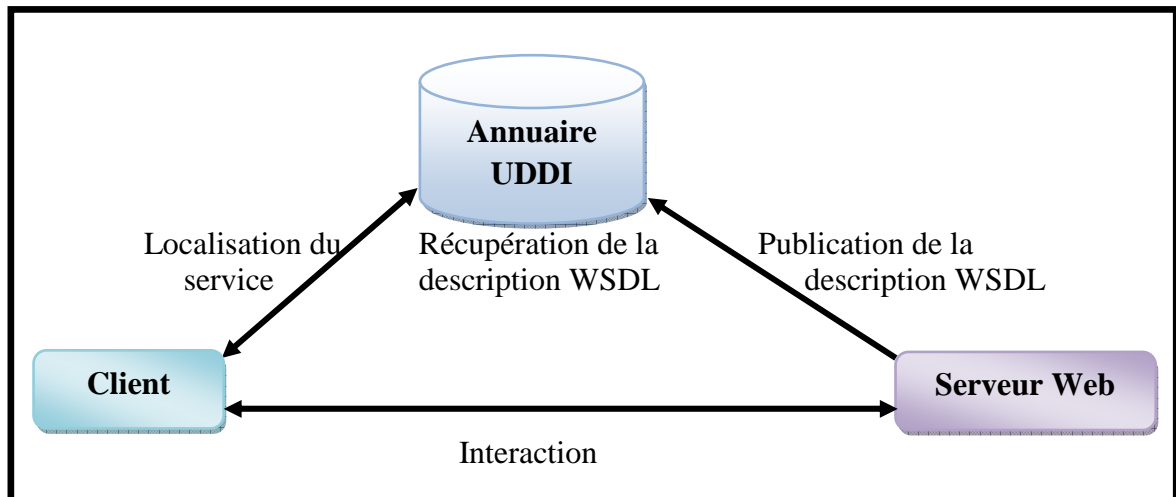 Annuaire
UDDI
Localisation du
service
Récupération de la
description WSDL
Publication de la
description WSDL
Client
Serveur Web
Interaction